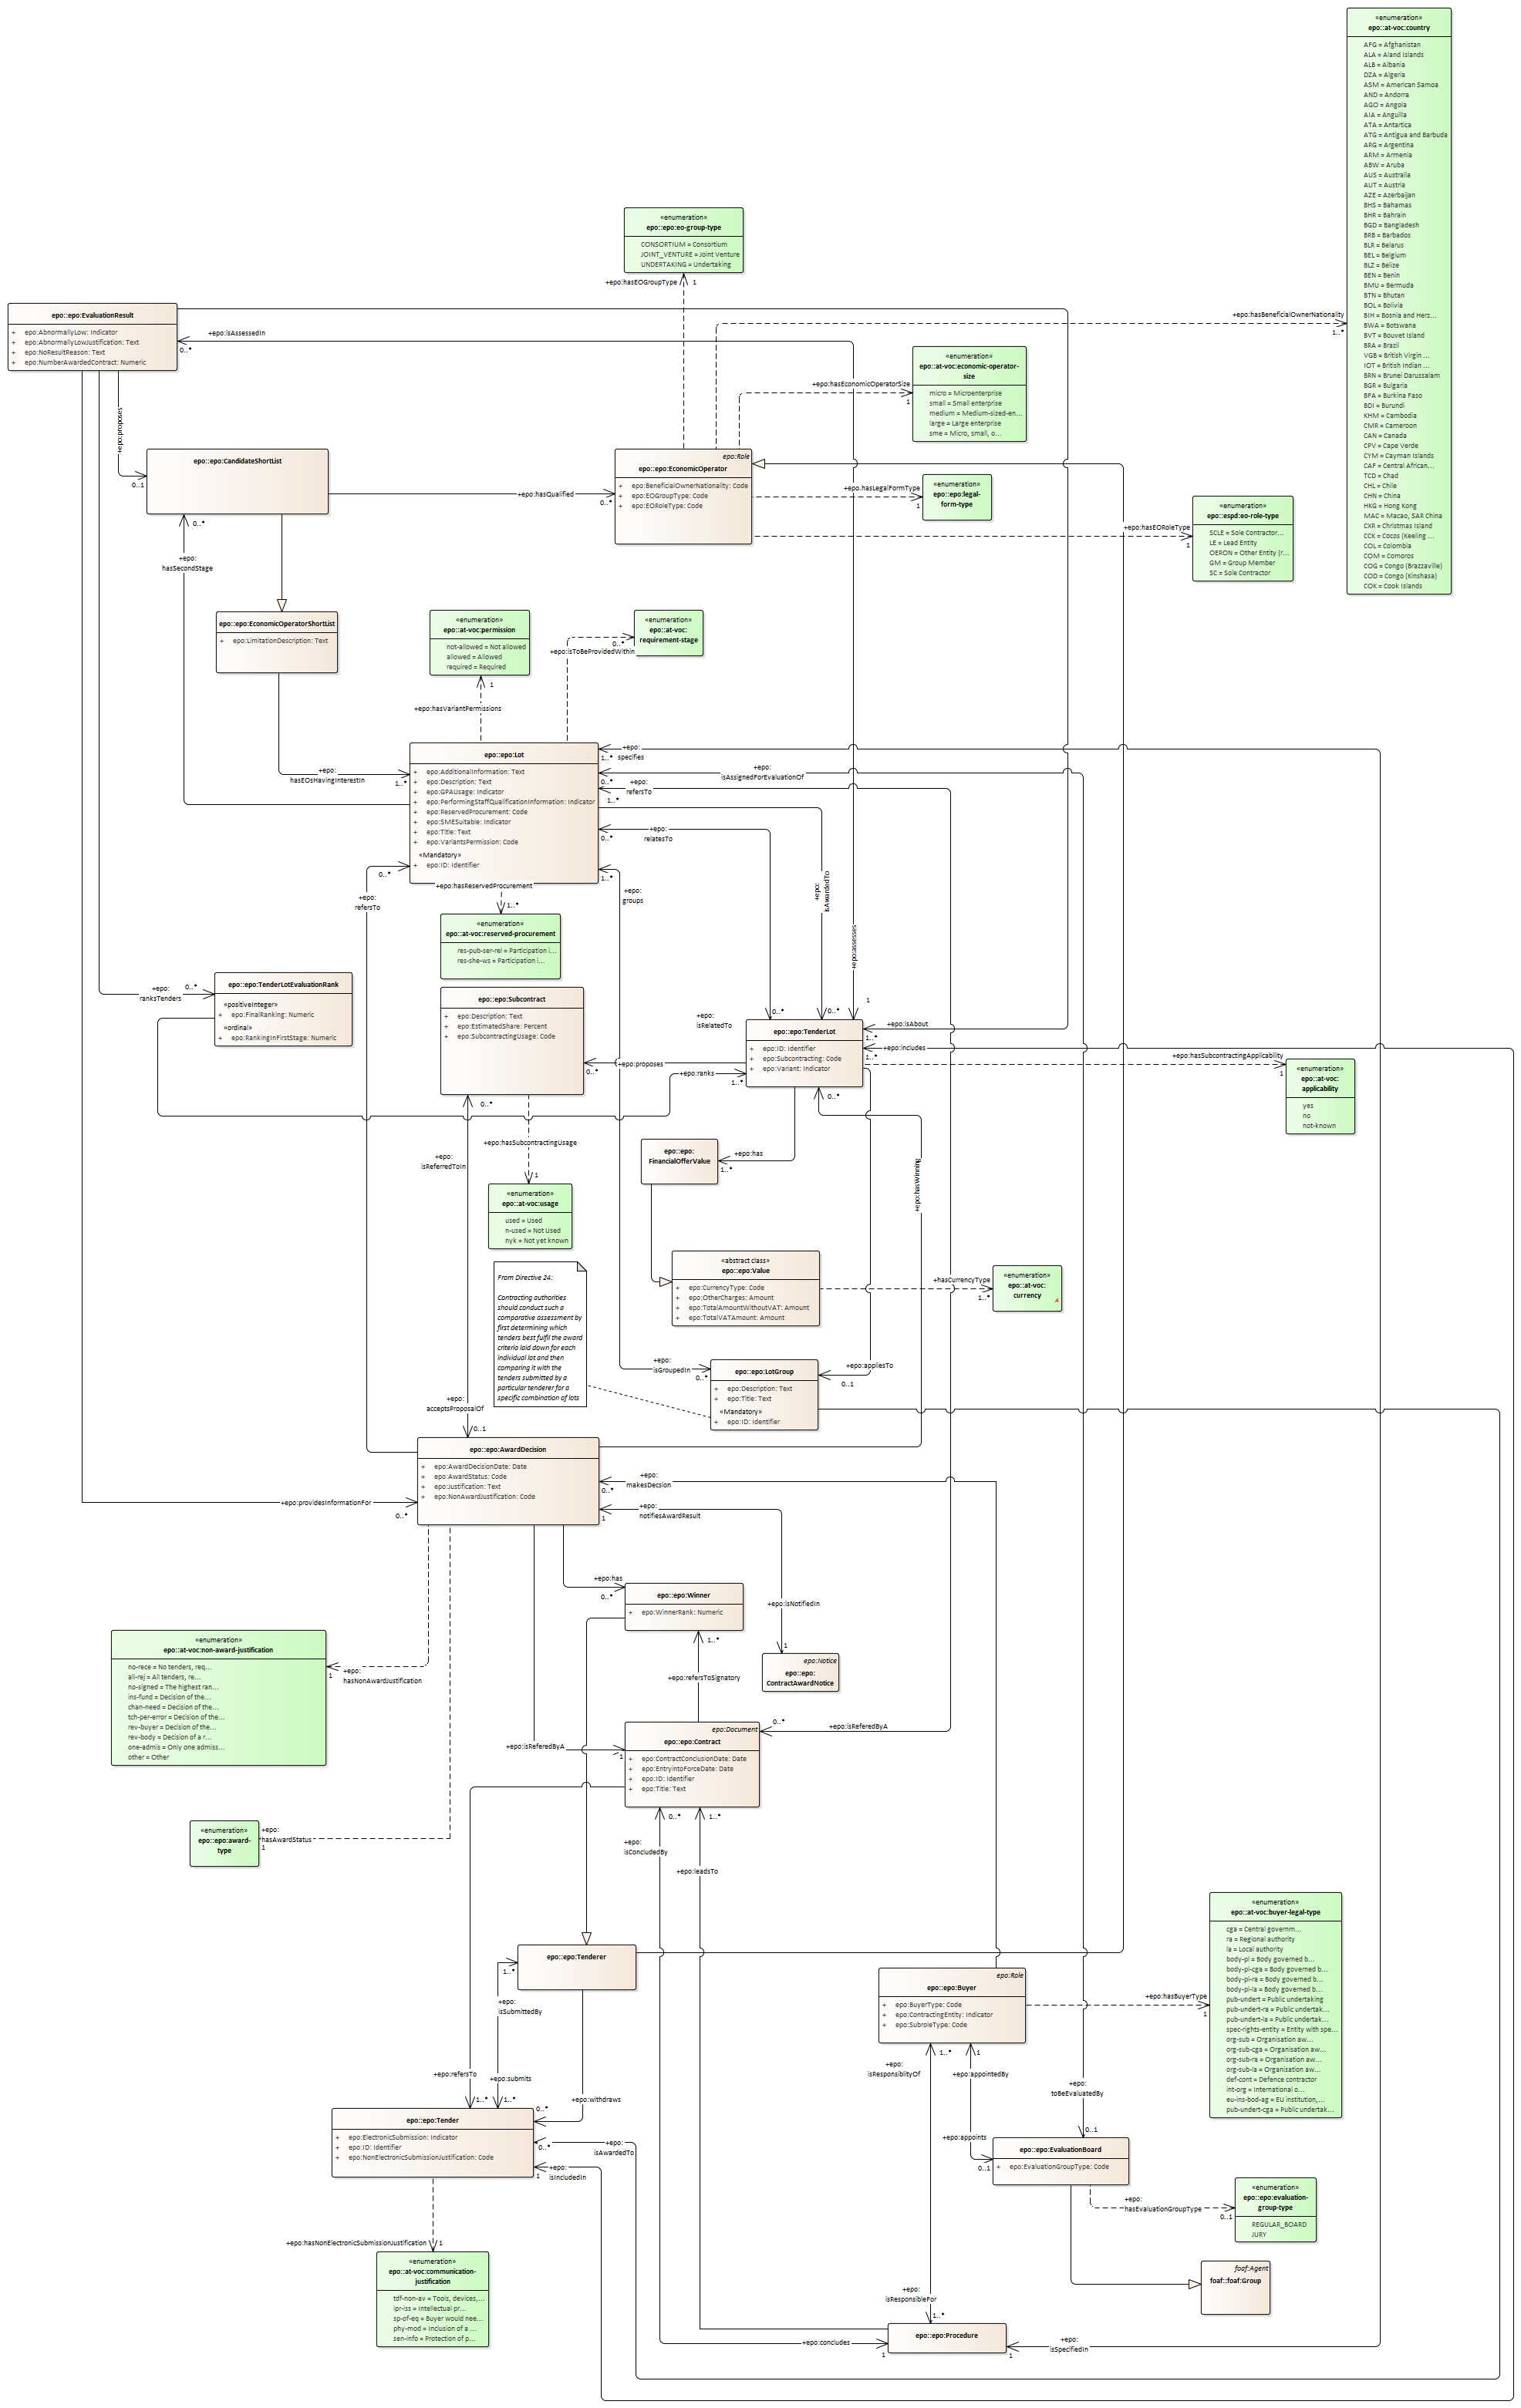 «enumeration»
epo::at-voc:country
AFG = Afghanistan
ALA = Aland Islands
ALB = Albania
DZA = Algeria
ASM = American Samoa
AND = Andorra
AGO = Angola
AIA = Anguilla
ATA = Antartica
ATG = Antigua and Barbuda
ARG = Argentina
ARM = Armenia
ABW = Aruba
AUS = Australia
AUT = Austria
AZE = Azerbaijan
BHS = Bahamas
BHR = Bahrain
BGD = Bangladesh
BRB = Barbados
BLR = Belarus
BEL = Belgium
BLZ = Belize
BEN = Benin
BMU = Bermuda
BTN = Bhutan
BOL = Bolivia
BIH = Bosnia and Herz...
BWA = Botswana
BVT = Bouvet Island
BRA = Brazil
VGB = British Virgin ...
IOT = British Indian ...
BRN = Brunei Darussalam
BGR = Bulgaria
BFA = Burkina Faso
BDI = Burundi
KHM = Cambodia
CMR = Cameroon
CAN = Canada
CPV = Cape Verde
CYM = Cayman Islands
CAF = Central African...
TCD = Chad
CHL = Chile
CHN = China
HKG = Hong Kong
MAC = Macao, SAR China
CXR = Christmas Island
CCK = Cocos (Keeling ...
COL = Colombia
COM = Comoros
COG = Congo (Brazzaville)
COD = Congo (Kinshasa)
COK = Cook Islands
«enumeration»
epo::epo:eo-group-type
CONSORTIUM = Consortium
JOINT_VENTURE = Joint Venture
UNDERTAKING = Undertaking
+epo:hasEOGroupType 1
epo::epo:EvaluationResult
+ epo:AbnormallyLow: Indicator
+ epo:AbnormallyLowJustification: Text
+ epo:NoResultReason: Text
+ epo:NumberAwardedContract: Numeric
+epo:isAssessedIn
0..*
+epo:hasBeneficialOwnerNationality
1..*
«enumeration»
epo::at-voc:economic-operator-
size
micro = Microenterprise
small = Small enterprise
medium = Medium-sized-en...
large = Large enterprise
sme = Micro, small, o...
+epo:hasEconomicOperatorSize
1
+epo:proposes
0..1
epo::epo:CandidateShortList
epo:Role
epo::epo:EconomicOperator
+ epo:BeneficialOwnerNationality: Code
+ epo:EOGroupType: Code
+ epo:EORoleType: Code
+epo:hasQualified
0..*
+epo:hasLegalFormType
1
«enumeration»
epo::epo:legal-
form-type
+epo:hasEORoleType
1
«enumeration»
epo::espd:eo-role-type
SCLE = Sole Contractor...
LE = Lead Entity
OERON = Other Entity (r...
GM = Group Member
SC = Sole Contractor
0..*
+epo:
hasSecondStage
epo::epo:EconomicOperatorShortList
+ epo:LimitationDescription: Text
«enumeration»
epo::at-voc:permission
not-allowed = Not allowed
allowed = Allowed
required = Required
1
+epo:hasVariantPermissions
«enumeration»
epo::at-voc:
requirement-stage
0..*
+epo:isToBeProvidedWithin
epo::epo:Lot
+ epo:AdditionalInformation: Text
+ epo:Description: Text
+ epo:GPAUsage: Indicator
+ epo:PerformingStaffQualificationInformation: Indicator
+ epo:ReservedProcurement: Code
+ epo:SMESuitable: Indicator
+ epo:Title: Text
+ epo:VariantsPermission: Code
«Mandatory»
+ epo:ID: Identifier
+epo:
hasEOsHavingInterestIn
1..*
+epo:
specifies
1..*
+epo:
isAssignedForEvaluationOf
0..*
+epo:
refersTo
1..*
+epo:
relatesTo
0..*
+epo:
isAwardedTo
+epo:
groups
1..*
+epo:
refersTo
0..*
+epo:hasReservedProcurement
1..*
«enumeration»
epo::at-voc:reserved-procurement
res-pub-ser-rel = Participation i...
res-she-ws = Participation i...
+epo:assesses
1
epo::epo:TenderLotEvaluationRank
«positiveInteger»
+ epo:FinalRanking: Numeric
«ordinal»
+ epo:RankingInFirstStage: Numeric
+epo:
ranksTenders
0..*
epo::epo:Subcontract
+ epo:Description: Text
+ epo:EstimatedShare: Percent
+ epo:SubcontractingUsage: Code
+epo:
isRelatedTo
0..*
0..*
epo::epo:TenderLot
+ epo:ID: Identifier
+ epo:Subcontracting: Code
+ epo:Variant: Indicator
+epo:isAbout
1..*
+epo:includes
1..*
+epo:proposes
0..*
+epo:ranks
1..*
+epo:hasSubcontractingApplicability
1
«enumeration»
epo::at-voc:
applicability
yes
no
not-known
0..*
0..*
+epo:hasSubcontractingUsage
1
+epo:
isReferredToIn
epo::epo:
FinancialOfferValue
+epo:has
1..*
+epo:hasWinning
«enumeration»
epo::at-voc:usage
used = Used
n-used = Not Used
nyk = Not yet known
From Directive 24:
Contracting authorities
should conduct such a
comparative assessment by
first determining which
tenders best fulfil the award
criteria laid down for each
individual lot and then
comparing it with the
tenders submitted by a
particular tenderer for a
specific combination of lots
«abstract class»
epo::epo:Value
+ epo:CurrencyType: Code
+ epo:OtherCharges: Amount
+ epo:TotalAmountWithoutVAT: Amount
+ epo:TotalVATAmount: Amount
+epo:hasCurrencyType
1..*
«enumeration»
epo::at-voc:
currency
+epo:
isGroupedIn
0..*
epo::epo:LotGroup
+ epo:Description: Text
+ epo:Title: Text
«Mandatory»
+ epo:ID: Identifier
+epo:appliesTo
0..1
+epo:
acceptsProposalOf
0..1
epo::epo:AwardDecision
+ epo:AwardDecisionDate: Date
+ epo:AwardStatus: Code
+ epo:Justification: Text
+ epo:NonAwardJustification: Code
+epo:providesInformationFor
0..*
+epo:
makesDecsion
0..*
+epo:
notifiesAwardResult
1
+epo:has
0..*
epo::epo:Winner
+ epo:WinnerRank: Numeric
+epo:isNotifiedIn
1
epo:Notice
epo::epo:
ContractAwardNotice
«enumeration»
epo::at-voc:non-award-justification
no-rece = No tenders, req...
all-rej = All tenders, re...
no-signed = The highest ran...
ins-fund = Decision of the...
chan-need = Decision of the...
tch-per-error = Decision of the...
rev-buyer = Decision of the...
rev-body = Decision of a r...
one-admis = Only one admiss...
other = Other
1
+epo:
hasNonAwardJustification
1..*
+epo:refersToSignatory
epo:Document
epo::epo:Contract
+ epo:ContractConclusionDate: Date
+ epo:EntryintoForceDate: Date
+ epo:ID: Identifier
+ epo:Title: Text
0..*
+epo:isReferedByA
+epo:isReferedByA
1
«enumeration»
epo::epo:award-
type
+epo:
hasAwardStatus
1
0..*
1..*
+epo:
isConcludedBy
+epo:leadsTo
epo::epo:Tenderer
1..*
+epo:
isSubmittedBy
epo:Role
epo::epo:Buyer
+ epo:BuyerType: Code
+ epo:ContractingEntity: Indicator
+ epo:SubroleType: Code
+epo:hasBuyerType
1
«enumeration»
epo::at-voc:buyer-legal-type
cga = Central governm...
ra = Regional authority
la = Local authority
body-pl = Body governed b...
body-pl-cga = Body governed b...
body-pl-ra = Body governed b...
body-pl-la = Body governed b...
pub-undert = Public undertaking
pub-undert-ra = Public undertak...
pub-undert-la = Public undertak...
spec-rights-entity = Entity with spe...
org-sub = Organisation aw...
org-sub-cga = Organisation aw...
org-sub-ra = Organisation aw...
org-sub-la = Organisation aw...
def-cont = Defence contractor
int-org = International o...
eu-ins-bod-ag = EU institution,...
pub-undert-cga = Public undertak...
1..*
1
+epo:
isResponsiblityOf
+epo:appointedBy
+epo:refersTo
1..*
+epo:submits
1..*
+epo:withdraws
0..*
+epo:
toBeEvaluatedBy
0..1
epo::epo:Tender
+ epo:ElectronicSubmission: Indicator
+ epo:ID: Identifier
+ epo:NonElectronicSubmissionJustification: Code
+epo:
isAwardedTo
0..*
+epo:
isIncludedIn
1
+epo:appoints
0..1
epo::epo:EvaluationBoard
+ epo:EvaluationGroupType: Code
+epo:
hasEvaluationGroupType
0..1
«enumeration»
epo::epo:evaluation-
group-type
REGULAR_BOARD
JURY
+epo:hasNonElectronicSubmissionJustification 1
«enumeration»
epo::at-voc:communication-
justification
tdf-non-av = Tools, devices,...
ipr-iss = Intellectual pr...
sp-of-eq = Buyer would nee...
phy-mod = Inclusion of a ...
sen-info = Protection of p...
foaf:Agent
foaf::foaf:Group
+epo:
isResponsibleFor
1..*
epo::epo:Procedure
+epo:concludes
1
+epo:
isSpecifiedIn
1